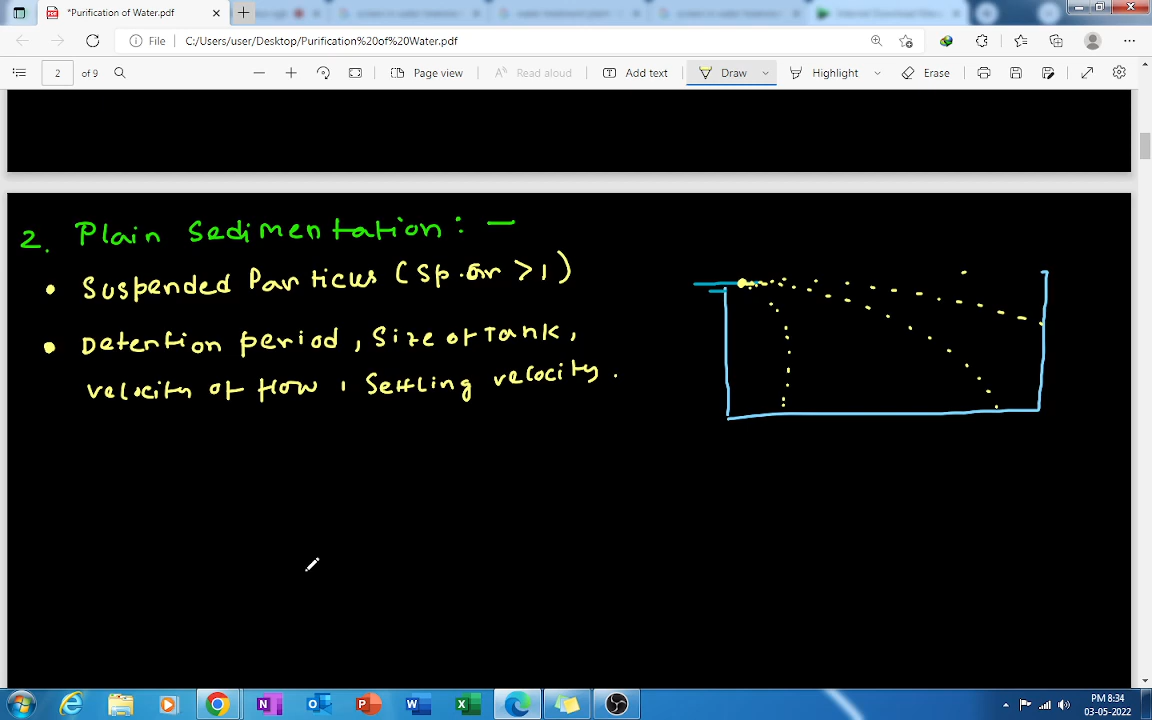 *Purification of Water.pdf
File C:/Users/user/Desktop/Purification%20of%20Water.pdf
2 of 9 Page view Read aloud Add text Draw Highlight Erase
2. Plain Sedimentation: —
• Suspended Particles (Sp.Gr > 1)
• Detention period, Size of Tank,
velocity of flow, Settling velocity.
PM 8:34
03-05-2022